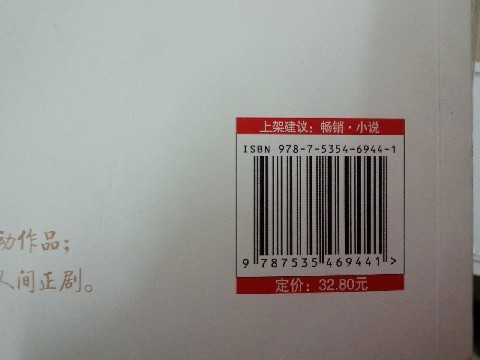 上架建议：畅销·小说
ISBN 978-7-5354-6944-1
9 787535 469441 >
定价：32.80元
动作品；
人间正剧。